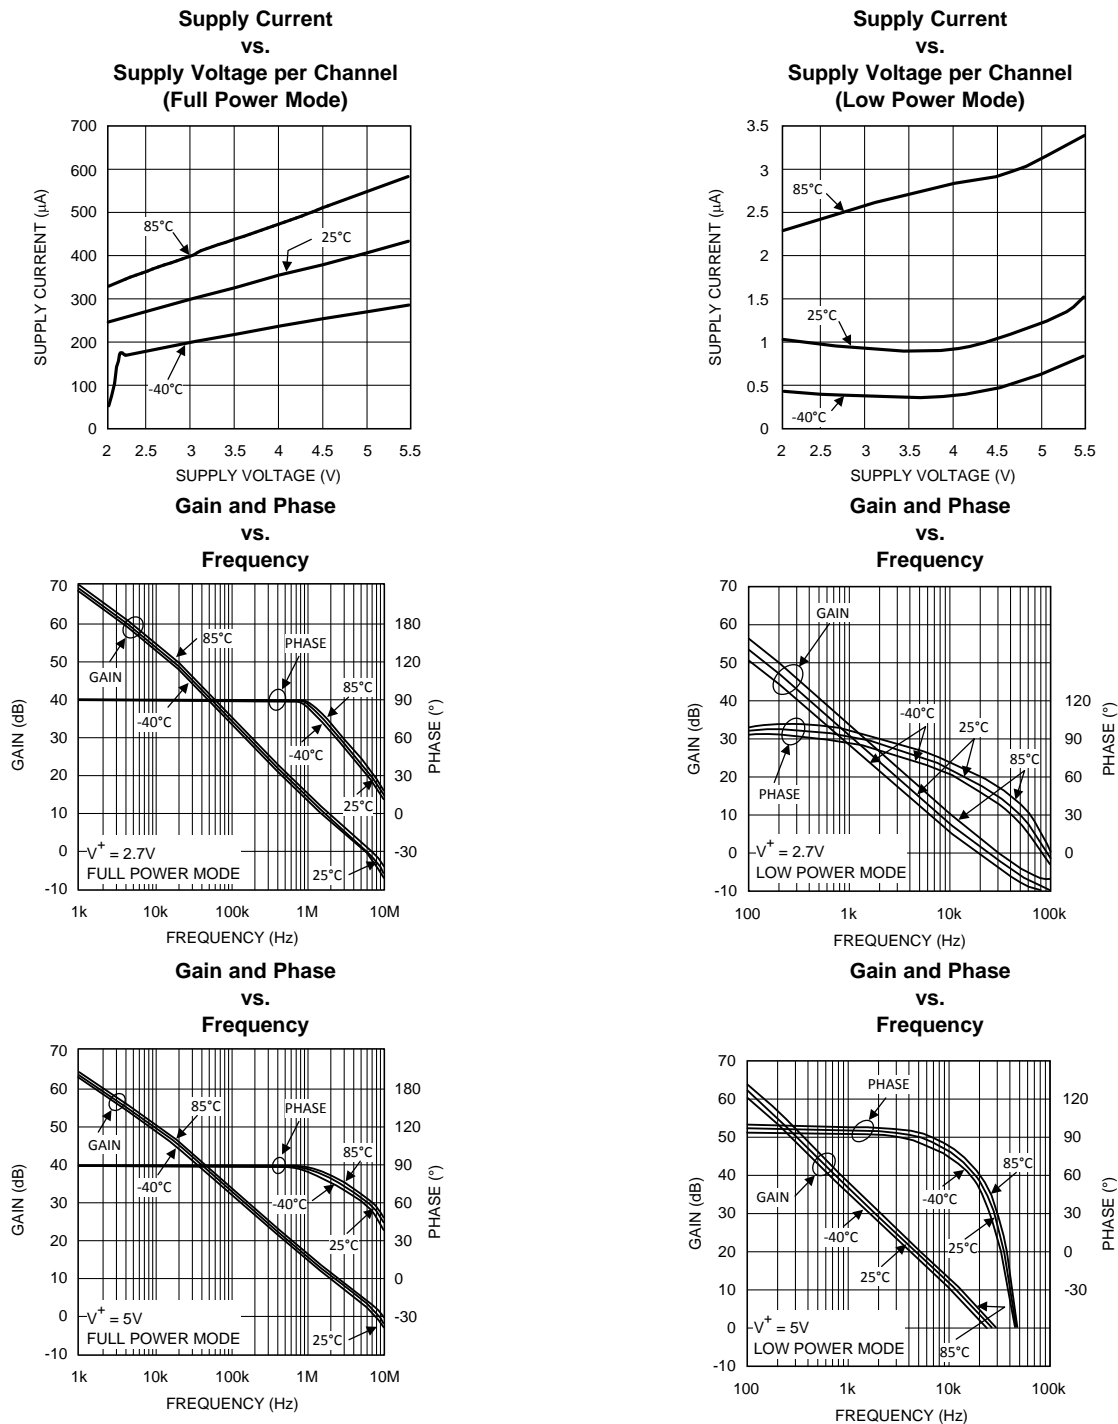 Supply Current
vs.
Supply Voltage per Channel
(Full Power Mode)
700
600
500
400
300
200
100
0
SUPPLY CURRENT (μA)
85°C
25°C
-40°C
2 2.5 3 3.5 4 4.5 5 5.5
SUPPLY VOLTAGE (V)
Supply Current
vs.
Supply Voltage per Channel
(Low Power Mode)
3.5
3
2.5
2
1.5
1
0.5
0
SUPPLY CURRENT (μA)
85°C
25°C
-40°C
2 2.5 3 3.5 4 4.5 5 5.5
SUPPLY VOLTAGE (V)
Gain and Phase
vs.
Frequency
70
60
50
40
30
20
10
0
-10
GAIN (dB)
180
120
90
60
30
0
-30
PHASE (°)
GAIN
85°C
-40°C
PHASE
85°C
-40°C
25°C
25°C
V+ = 2.7V
FULL POWER MODE
1k 10k 100k 1M 10M
FREQUENCY (Hz)
Gain and Phase
vs.
Frequency
70
60
50
40
30
20
10
0
-10
GAIN (dB)
120
90
60
30
0
PHASE (°)
GAIN
-40°C
25°C
85°C
PHASE
V+ = 2.7V
LOW POWER MODE
100 1k 10k 100k
FREQUENCY (Hz)
Gain and Phase
vs.
Frequency
70
60
50
40
30
20
10
0
-10
GAIN (dB)
180
120
90
60
30
0
-30
PHASE (°)
GAIN
85°C
-40°C
PHASE
85°C
-40°C
25°C
25°C
V+ = 5V
FULL POWER MODE
1k 10k 100k 1M 10M
FREQUENCY (Hz)
Gain and Phase
vs.
Frequency
70
60
50
40
30
20
10
0
-10
GAIN (dB)
120
90
60
30
0
-30
PHASE (°)
PHASE
GAIN
85°C
-40°C
-40°C
25°C
25°C
85°C
V+ = 5V
LOW POWER MODE
100 1k 10k 100k
FREQUENCY (Hz)